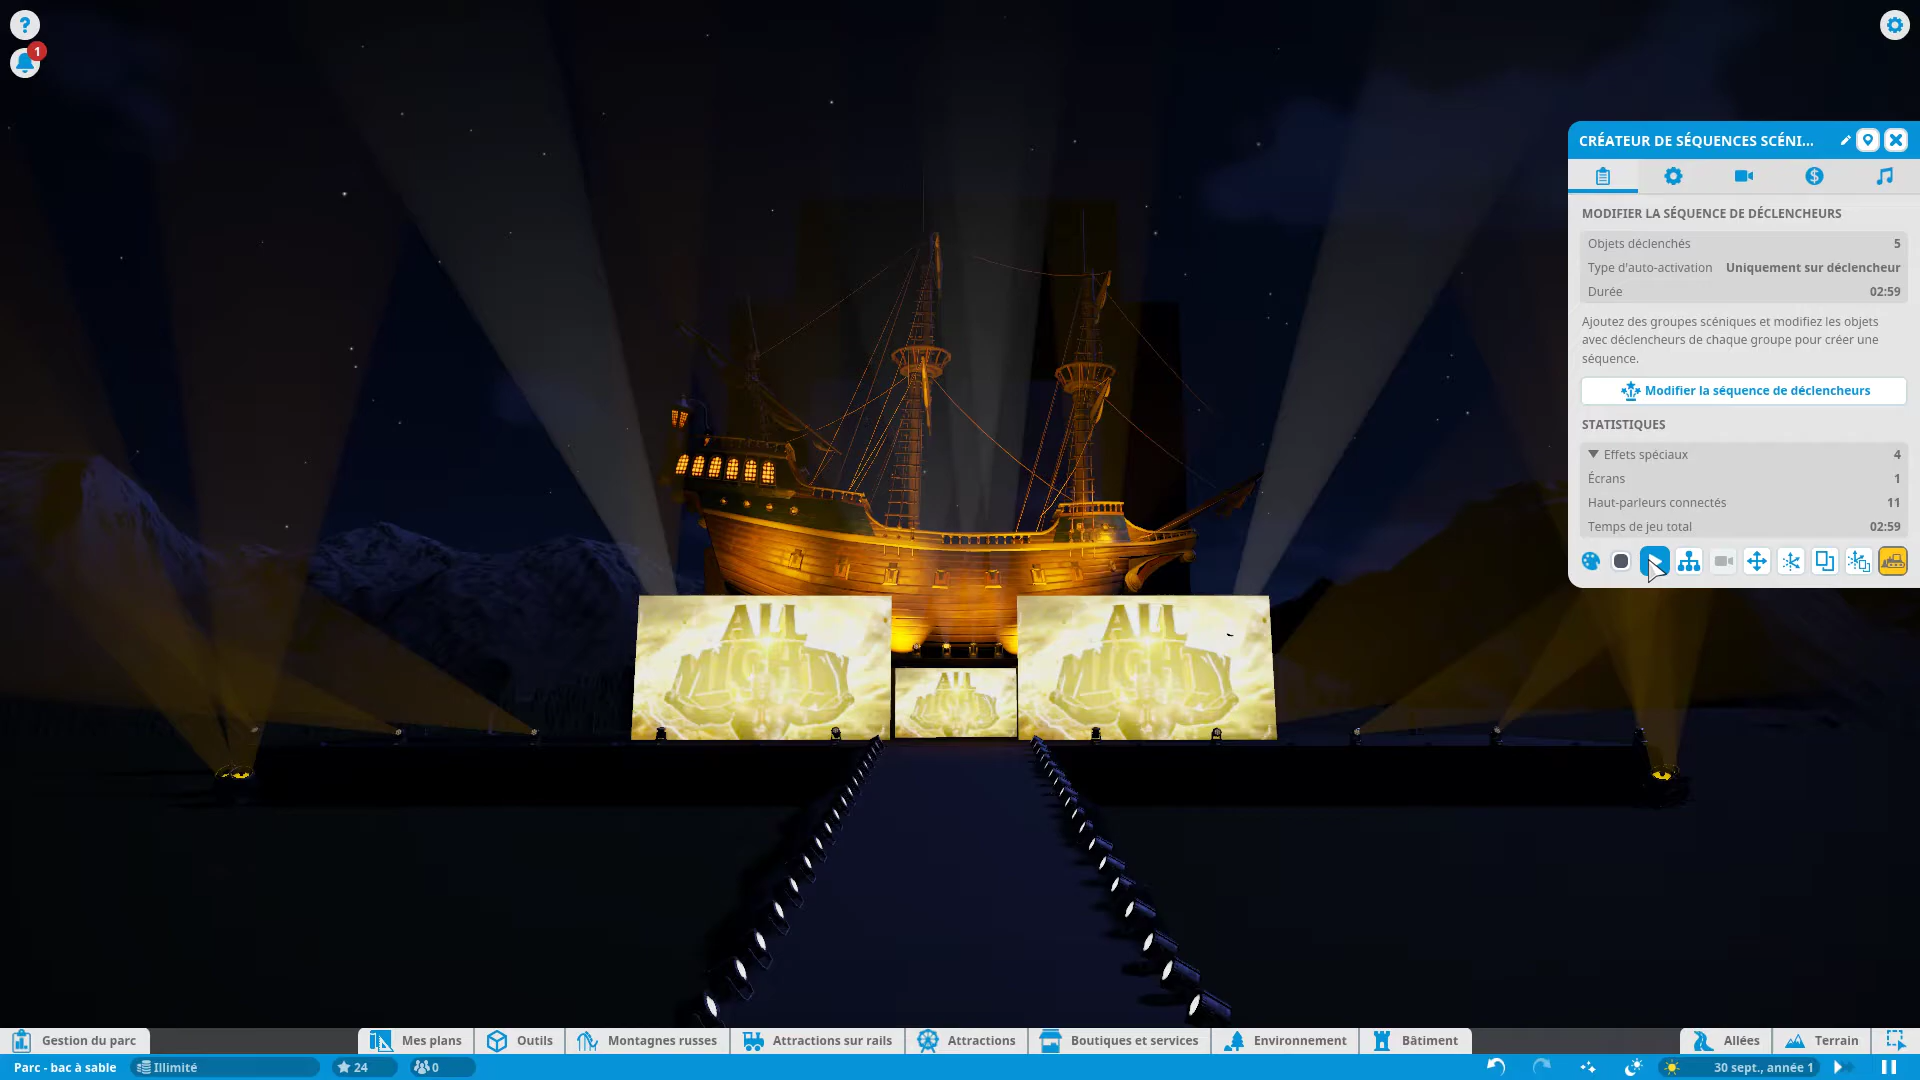 ?
1
CRÉATEUR DE SÉQUENCES SCÉNI...
MODIFIER LA SÉQUENCE DE DÉCLENCHEURS
Objets déclenchés 5
Type d'auto-activation Uniquement sur déclencheur
Durée 02:59
Ajoutez des groupes scéniques et modifiez les objets
avec déclencheurs de chaque groupe pour créer une
séquence.
Modifier la séquence de déclencheurs
STATISTIQUES
Effets spéciaux 4
Écrans 1
Haut-parleurs connectés 11
Temps de jeu total 02:59
ALL
MIGHTY
ALL
MIGHTY
ALL
MIGHTY
Gestion du parc
Mes plans
Outils
Montagnes russes
Attractions sur rails
Attractions
Boutiques et services
Environnement
Bâtiment
Allées
Terrain
Parc - bac à sable
Illimité
24
0
30 sept., année 1